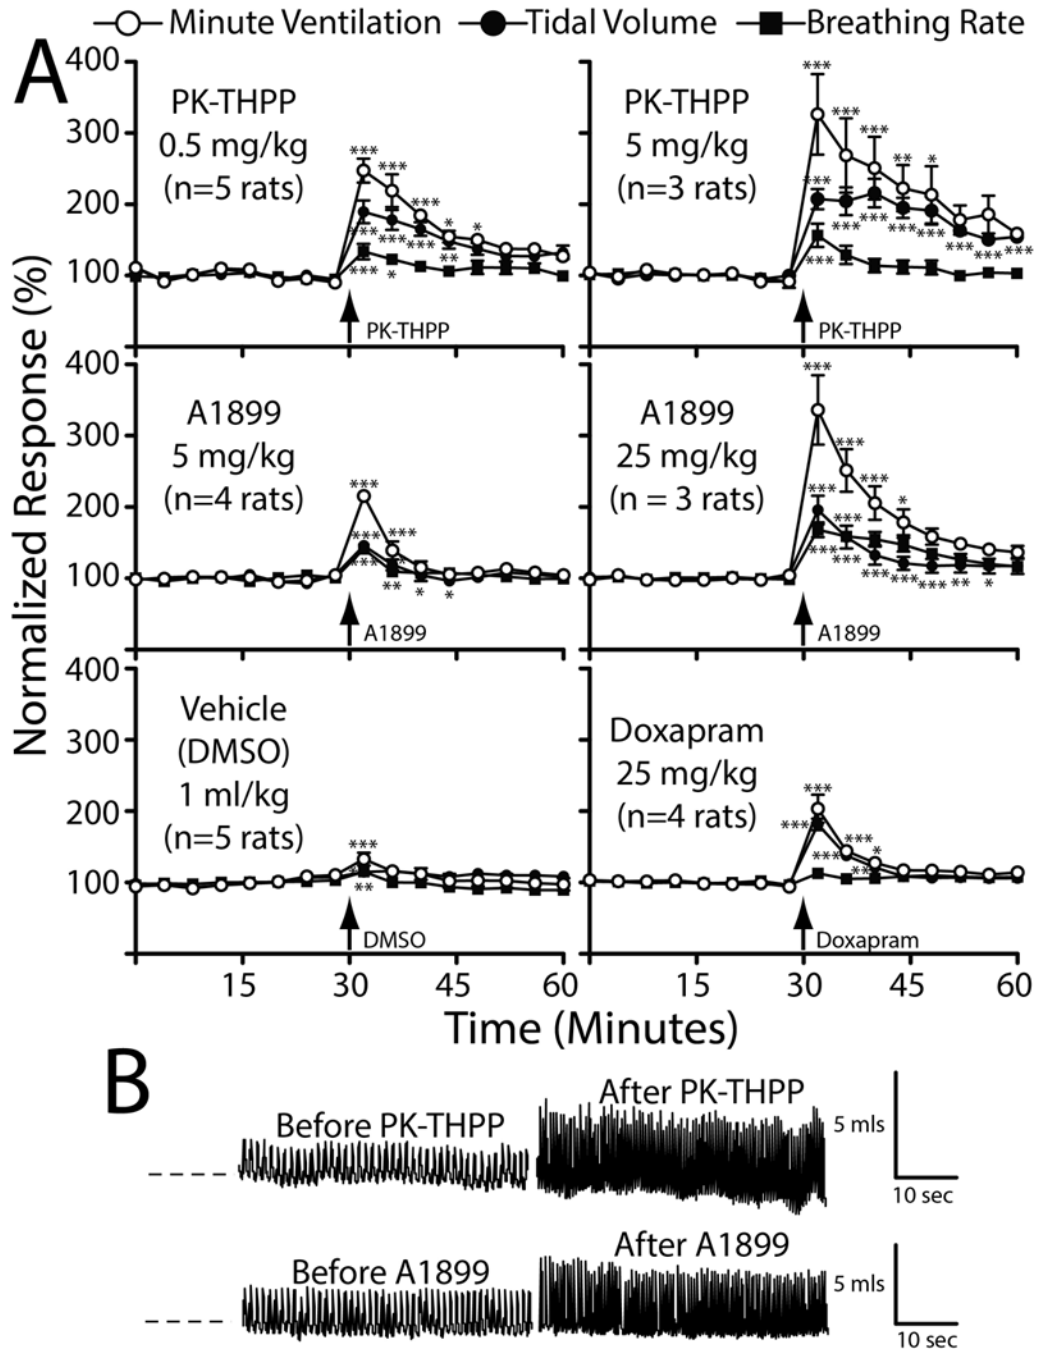 Minute Ventilation Tidal Volume Breathing Rate
A
Normalized Response (%)
400
300
200
100
PK-THPP
0.5 mg/kg
(n=5 rats)
*** *** *** * *
*** *** *** **
*** *
PK-THPP
PK-THPP
5 mg/kg
(n=3 rats)
*** *** *** ** *
*** *** *** *** *** *** *** ***
***
PK-THPP
400
300
200
100
A1899
5 mg/kg
(n=4 rats)
*** ***
*** ***
** * *
A1899
A1899
25 mg/kg
(n = 3 rats)
*** *** *** *
*** ***
*** *** *** *** *** ** *
A1899
400
300
200
100
Vehicle
(DMSO)
1 ml/kg
(n=5 rats)
***
**
DMSO
Doxapram
25 mg/kg
(n=4 rats)
***
*** *** *
*** **
Doxapram
15 30 45 60 15 30 45 60
Time (Minutes)
B
Before PK-THPP
After PK-THPP
5 mls
10 sec
Before A1899
After A1899
5 mls
10 sec